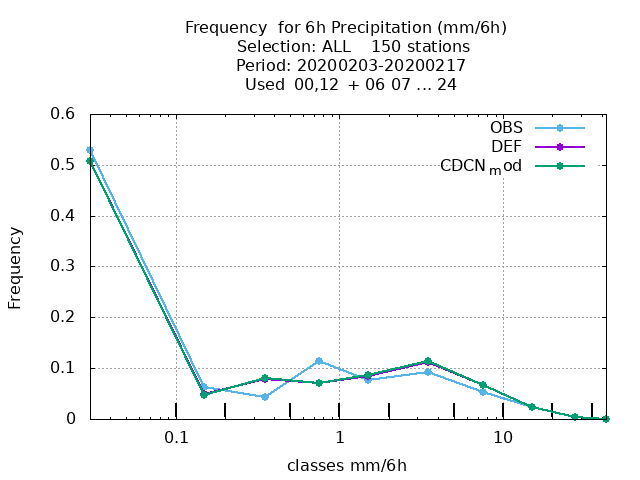 Frequency  for 6h Precipitation (mm/6h)
Selection: ALL    150 stations
Period: 20200203-20200217
Used  00,12  + 06 07 ... 24
OBS
DEF
CDCNmod
0.6
0.5
0.4
0.3
0.2
0.1
0
Frequency
0.1 1 10
classes mm/6h